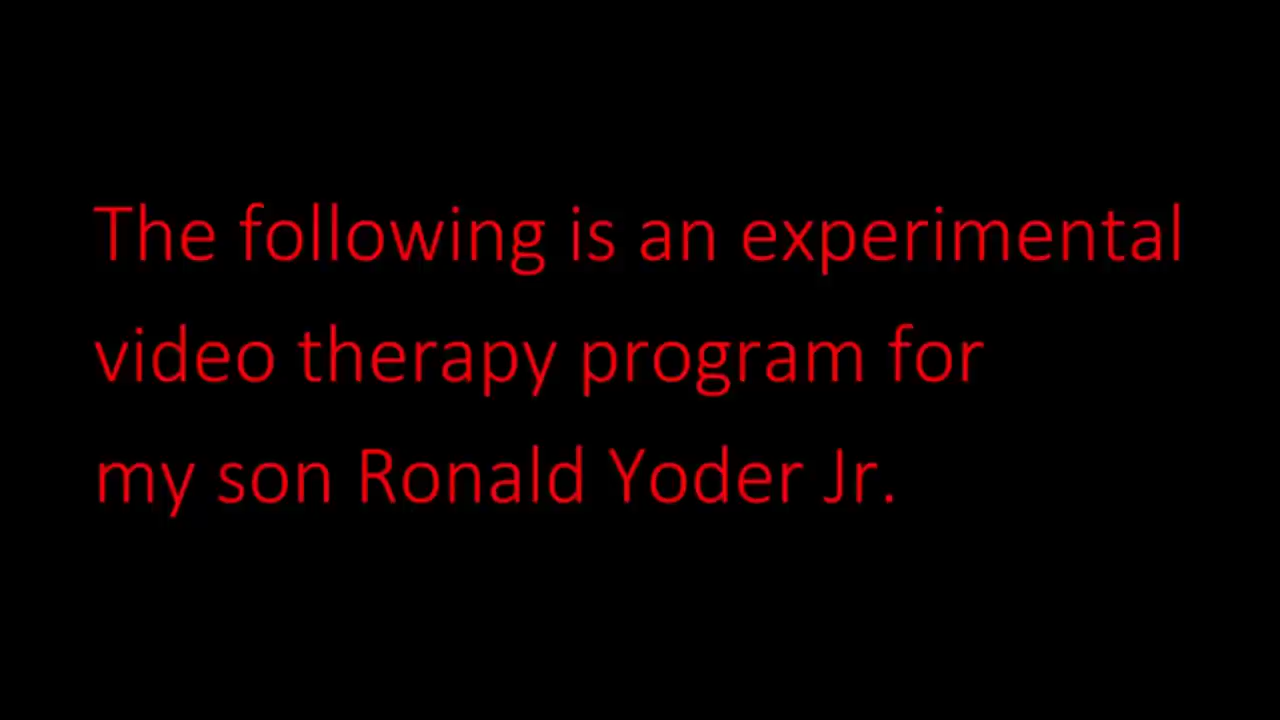 The following is an experimental
video therapy program for
my son Ronald Yoder Jr.